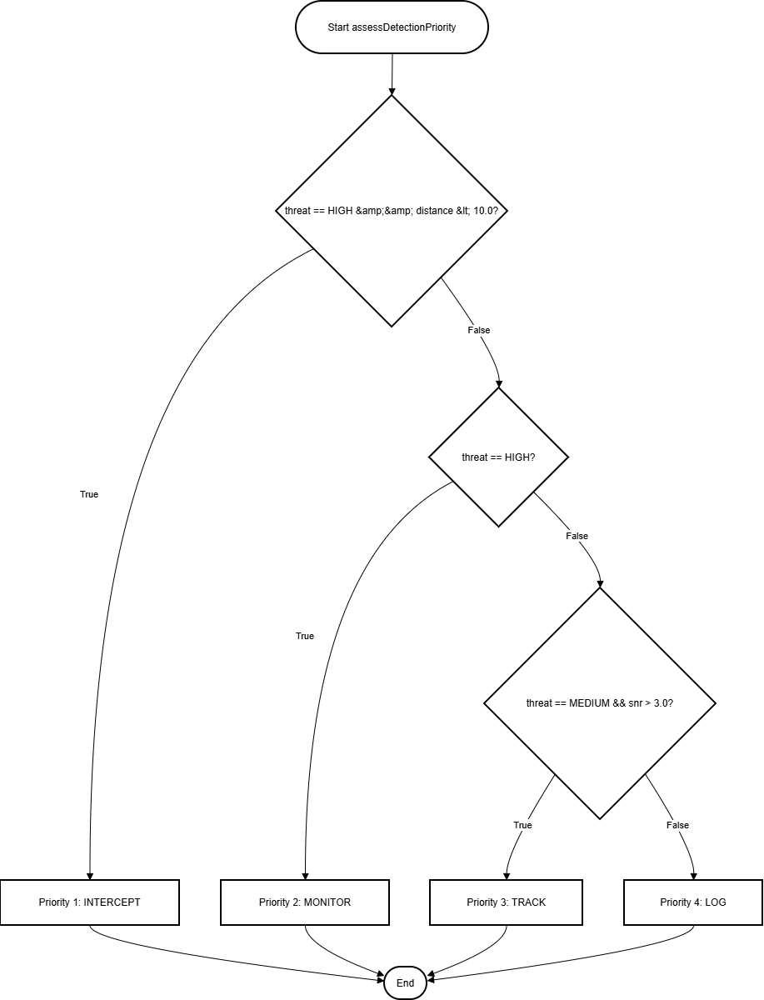 Start assessDetectionPriority
threat == HIGH &amp;&amp; distance &lt; 10.0?
False
threat == HIGH?
True
False
True
threat == MEDIUM && snr > 3.0?
True
False
Priority 1: INTERCEPT
Priority 2: MONITOR
Priority 3: TRACK
Priority 4: LOG
End